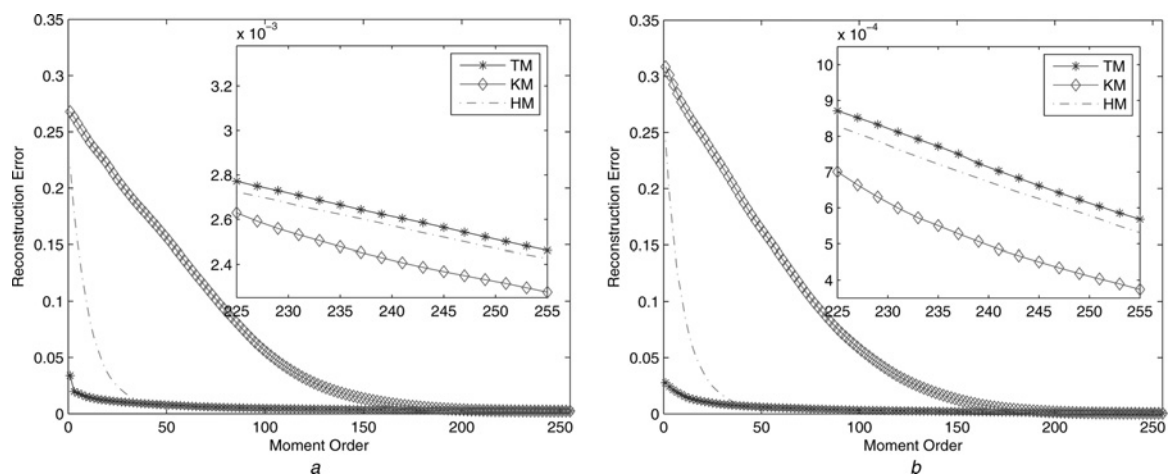 0.35
0.3
0.25
0.2
0.15
0.1
0.05
0
Reconstruction Error
0 50 100 150 200 250
Moment Order
a
x 10⁻³
3.2
3
2.8
2.6
2.4
225 230 235 240 245 250 255
TM
KM
HM
0.35
0.3
0.25
0.2
0.15
0.1
0.05
0
Reconstruction Error
0 50 100 150 200 250
Moment Order
b
x 10⁻⁴
10
9
8
7
6
5
4
225 230 235 240 245 250 255
TM
KM
HM